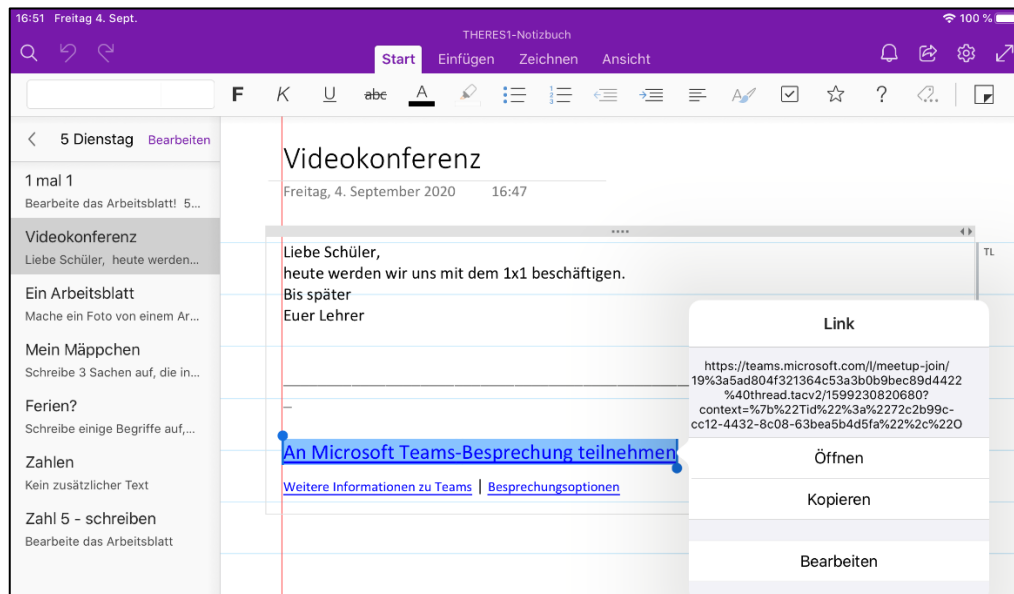 16:51 Freitag 4. Sept.
100 %
THERES1-Notizbuch
Start Einfügen Zeichnen Ansicht
F K U abc A
5 Dienstag Bearbeiten
1 mal 1
Bearbeite das Arbeitsblatt! 5...
Videokonferenz
Liebe Schüler, heute werden...
Ein Arbeitsblatt
Mache ein Foto von einem Ar...
Mein Mäppchen
Schreibe 3 Sachen auf, die in...
Ferien?
Schreibe einige Begriffe auf,...
Zahlen
Kein zusätzlicher Text
Zahl 5 - schreiben
Bearbeite das Arbeitsblatt
Videokonferenz
Freitag, 4. September 2020 16:47
Liebe Schüler,
heute werden wir uns mit dem 1x1 beschäftigen.
Bis später
Euer Lehrer
TL
An Microsoft Teams-Besprechung teilnehmen
Weitere Informationen zu Teams | Besprechungsoptionen
Link
https://teams.microsoft.com/l/meetup-join/
19%3a5ad804f321364c53a3b0b9bec89d4422
%40thread.tacv2/1599230820680?
context=%7b%22Tid%22%3a%2272c2b99c-
cc12-4432-8c08-63bea5b4d5fa%22%2c%22O
Öffnen
Kopieren
Bearbeiten